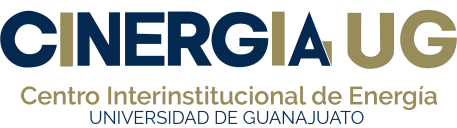 CINERGIA UG
Centro Interinstitucional de Energía
UNIVERSIDAD DE GUANAJUATO